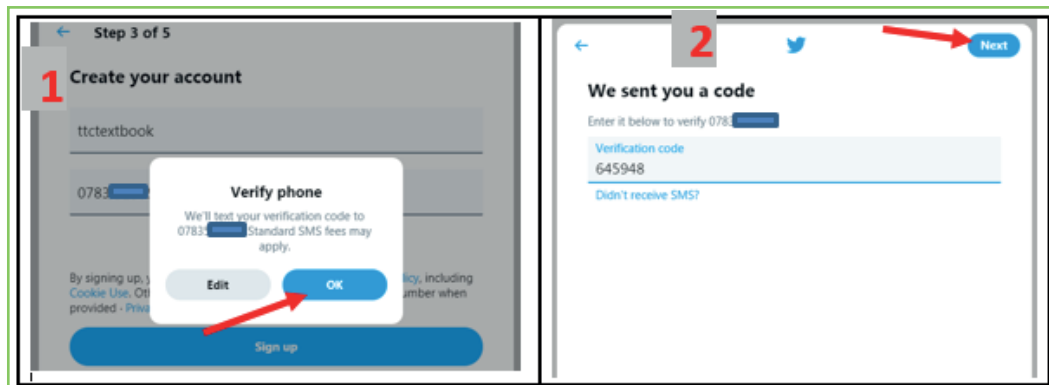 Step 3 of 5
1
Create your account
ttctextbook
0783
Verify phone
We'll text your verification code to
0783 Standard SMS fees may
apply.
By signing up, licy, including
Edit
OK
Cookie Use. umber when
provided -
Sign up
2
Next
We sent you a code
Enter it below to verify 078
Verification code
645948
Didn't receive SMS?